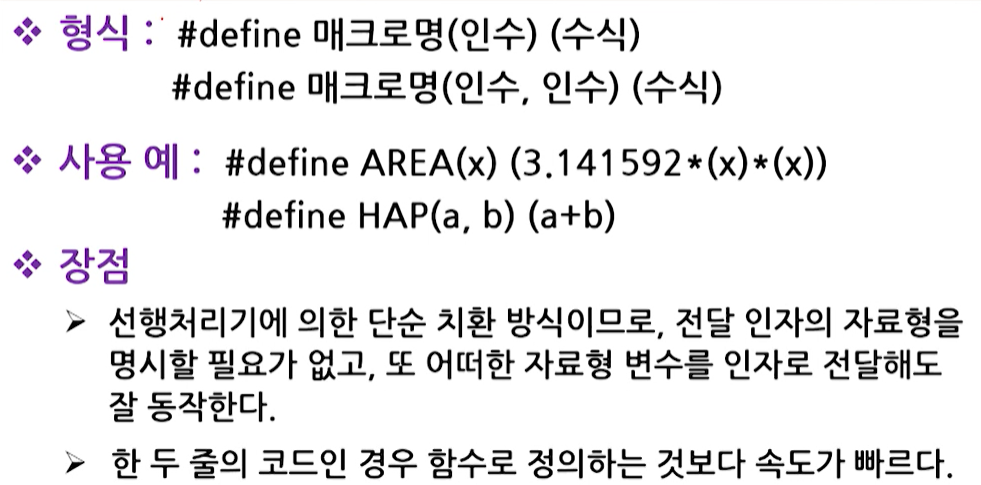 ❖ 형식 : #define 매크로명(인수) (수식)
#define 매크로명(인수, 인수) (수식)
❖ 사용 예 : #define AREA(x) (3.141592*(x)*(x))
#define HAP(a, b) (a+b)
❖ 장점
➢ 선행처리기에 의한 단순 치환 방식이므로, 전달 인자의 자료형을
명시할 필요가 없고, 또 어떠한 자료형 변수를 인자로 전달해도
잘 동작한다.
➢ 한 두 줄의 코드인 경우 함수로 정의하는 것보다 속도가 빠르다.